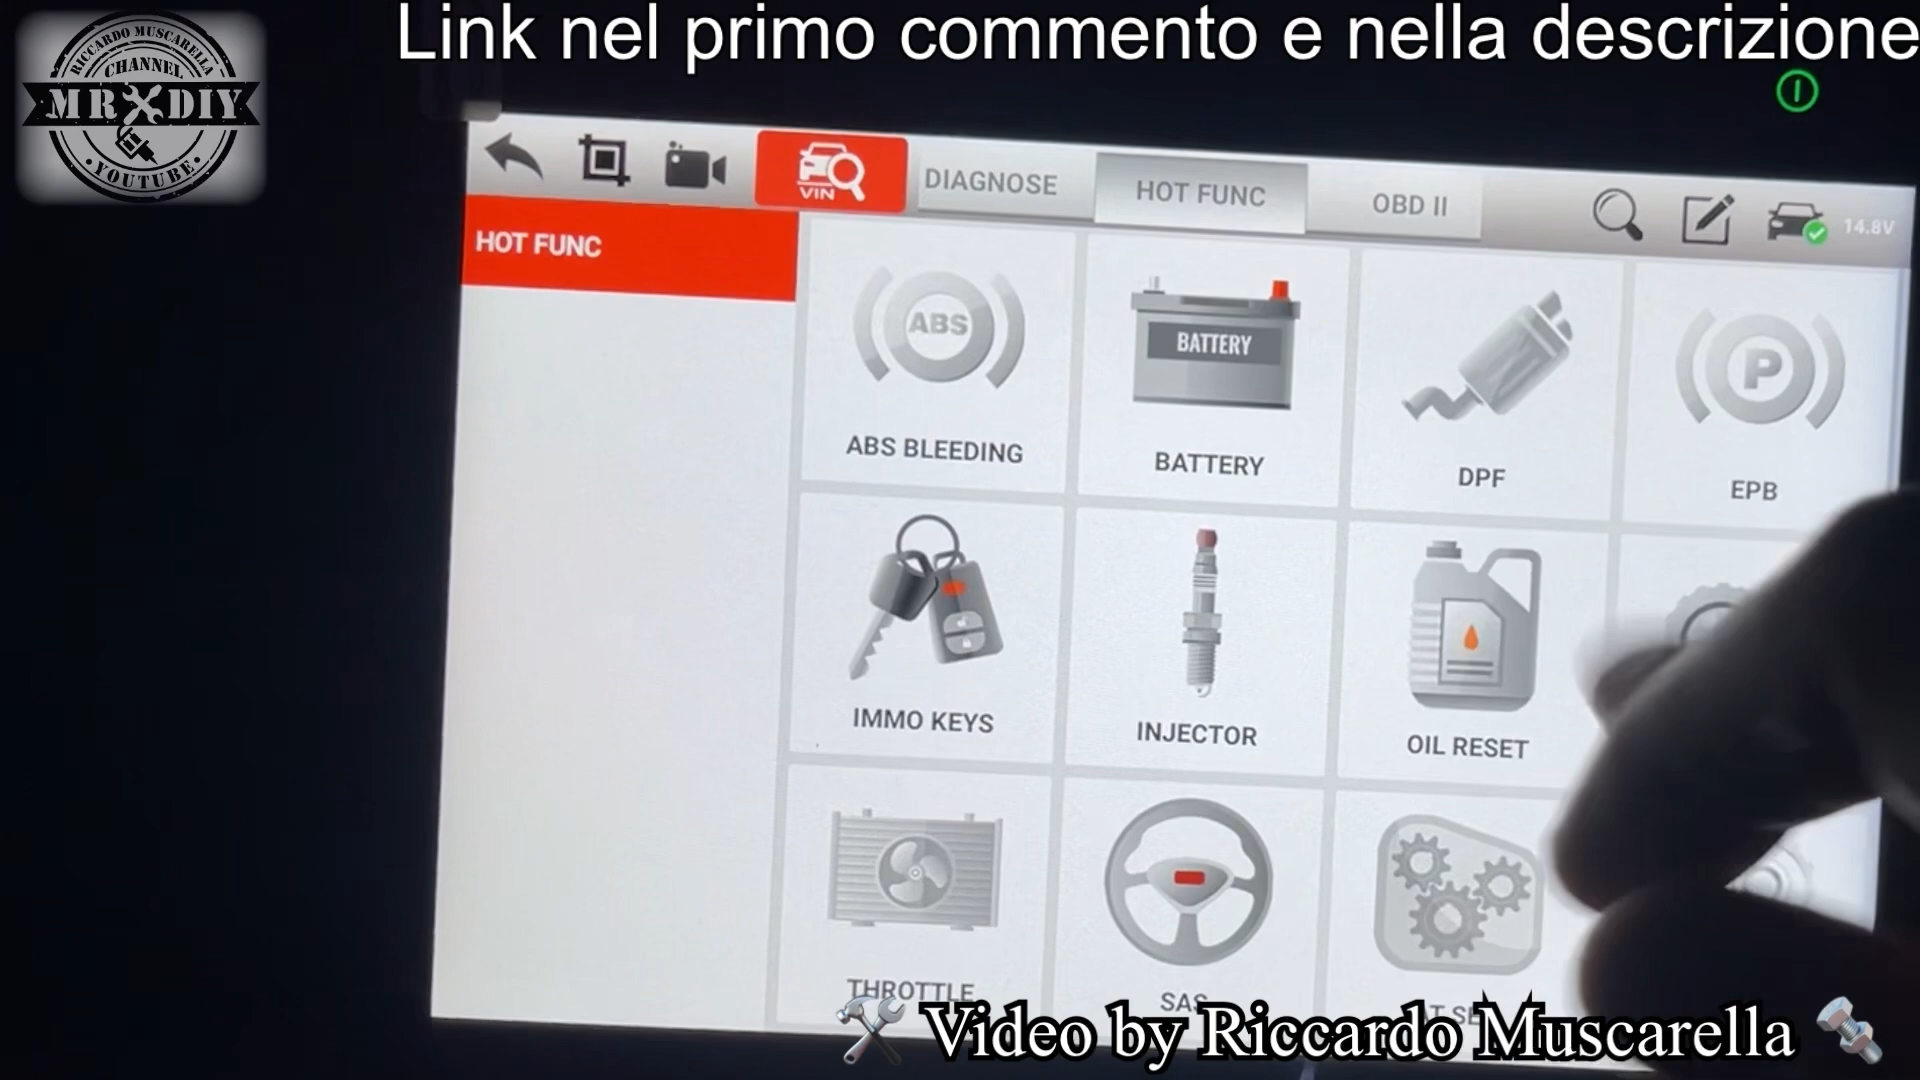 Link nel primo commento e nella descrizione
RICCARDO MUSCARELLA
CHANNEL
MR DIY
YOUTUBE
VIN
DIAGNOSE
HOT FUNC
OBD II
14.8V
HOT FUNC
ABS
BATTERY
P
ABS BLEEDING
BATTERY
DPF
EPB
IMMO KEYS
INJECTOR
OIL RESET
THROTTLE
SAS
Video by Riccardo Muscarella